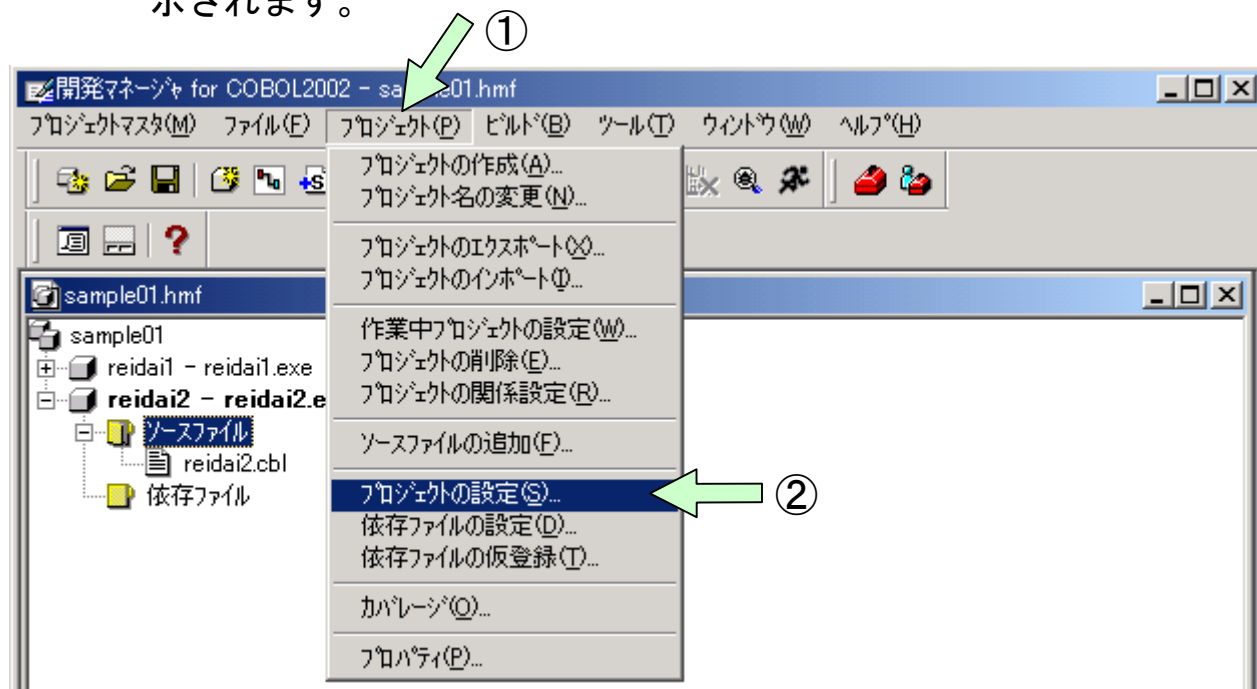 示されます。
①
開発ﾏﾈｰｼﾞｬ for COBOL2002 - sa e01.hmf
ﾌﾟﾛｼﾞｪｸﾄﾏｽﾀ(M) ﾌｧｲﾙ(F) ﾌﾟﾛｼﾞｪｸﾄ(P) ﾋﾞﾙﾄﾞ(B) ﾂｰﾙ(T) ｳｨﾝﾄﾞｳ(W) ﾍﾙﾌﾟ(H)
ﾌﾟﾛｼﾞｪｸﾄの作成(A)...
ﾌﾟﾛｼﾞｪｸﾄ名の変更(N)...
ﾌﾟﾛｼﾞｪｸﾄのｴｸｽﾎﾟｰﾄ(X)...
ﾌﾟﾛｼﾞｪｸﾄのｲﾝﾎﾟｰﾄ(I)...
作業中ﾌﾟﾛｼﾞｪｸﾄの設定(W)...
ﾌﾟﾛｼﾞｪｸﾄの削除(E)...
ﾌﾟﾛｼﾞｪｸﾄの関係設定(R)...
ｿｰｽﾌｧｲﾙの追加(F)...
ﾌﾟﾛｼﾞｪｸﾄの設定(S)...
②
依存ﾌｧｲﾙの設定(D)...
依存ﾌｧｲﾙの仮登録(T)...
ｶﾊﾞﾚｰｼﾞ(O)...
ﾌﾟﾛﾊﾟﾃｨ(P)...
sample01.hmf
sample01
reidai1 - reidai1.exe
reidai2 - reidai2.e
ｿｰｽﾌｧｲﾙ
reidai2.cbl
依存ﾌｧｲﾙ